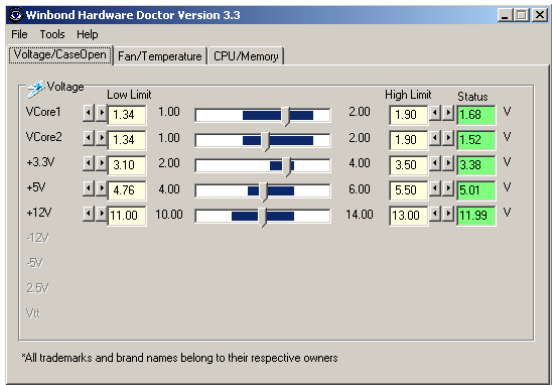 Winbond Hardware Doctor Version 3.3
File Tools Help
Voltage/CaseOpen Fan/Temperature CPU/Memory
Voltage
Low Limit High Limit Status
VCore1 1.34 1.00 2.00 1.90 1.68 V
VCore2 1.34 1.00 2.00 1.90 1.52 V
+3.3V 3.10 2.00 4.00 3.50 3.38 V
+5V 4.76 4.00 6.00 5.50 5.01 V
+12V 11.00 10.00 14.00 13.00 11.99 V
-12V
-5V
2.5V
Vtt
*All trademarks and brand names belong to their respective owners